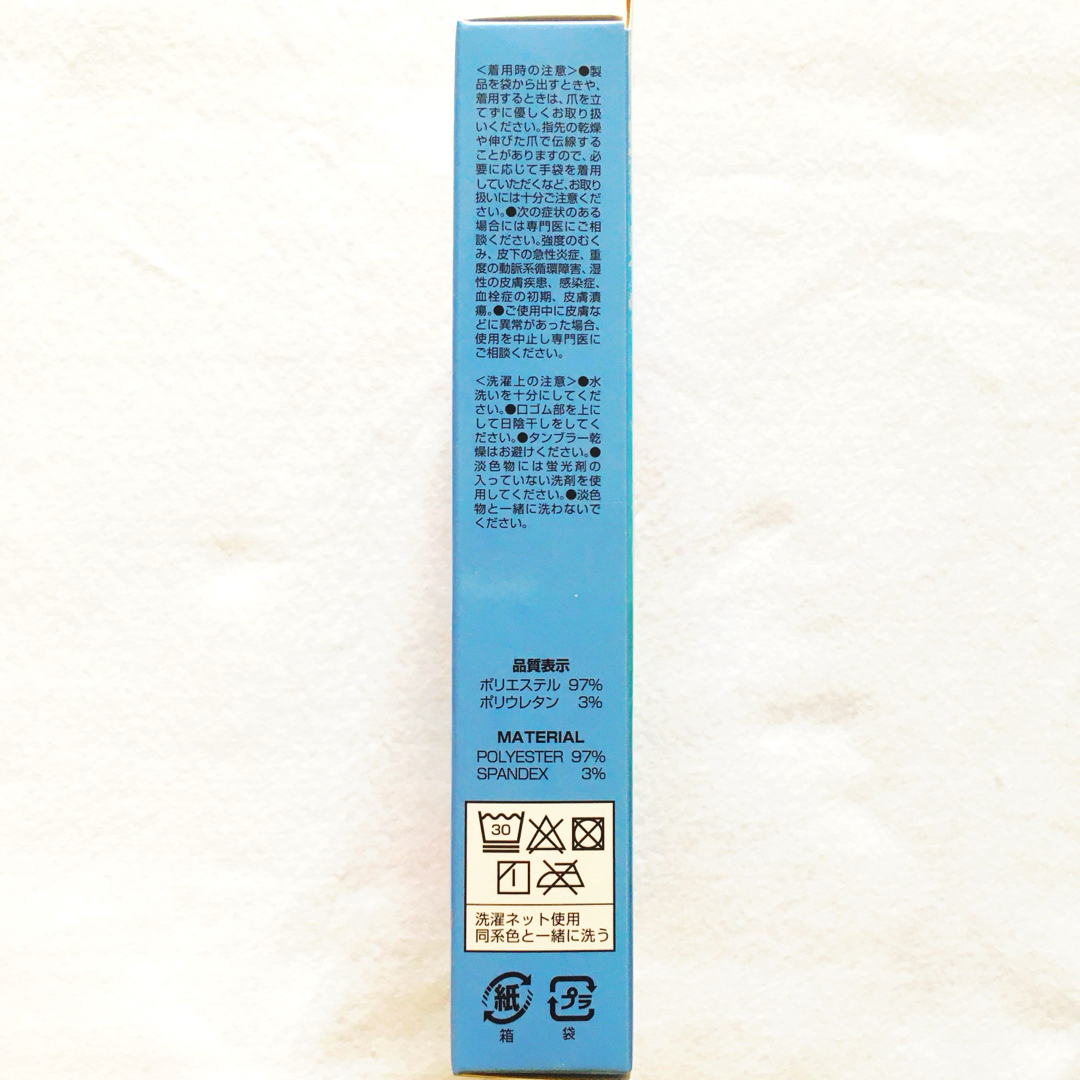 ＜着用時の注意＞●製
品を袋から出すときや、
着用するときは、爪を立
てずに優しくお取り扱
いください。指先の乾燥
や伸びた爪で伝線する
ことがありますので、必
要に応じて手袋を着用
していただくなど、お取り
扱いには十分ご注意くだ
さい。●次の症状のある
場合には専門医にご相
談ください。強度のむく
み、皮下の急性炎症、重
度の動脈系循環障害、湿
性の皮膚疾患、感染症、
血栓症の初期、皮膚潰
瘍。●ご使用中に皮膚な
どに異常があった場合、
使用を中止し専門医に
ご相談ください。
＜洗濯上の注意＞●水
洗いを十分にしてくだ
さい。●口ゴム部を上に
して日陰干しをしてく
ださい。●タンブラー乾
燥はお避けください。●
淡色物には蛍光剤の
入っていない洗剤を使
用してください。●淡色
物と一緒に洗わないで
ください。
品質表示
ポリエステル 97%
ポリウレタン 3%
MATERIAL
POLYESTER 97%
SPANDEX 3%
30
洗濯ネット使用
同系色と一緒に洗う
紙 プラ
箱 袋